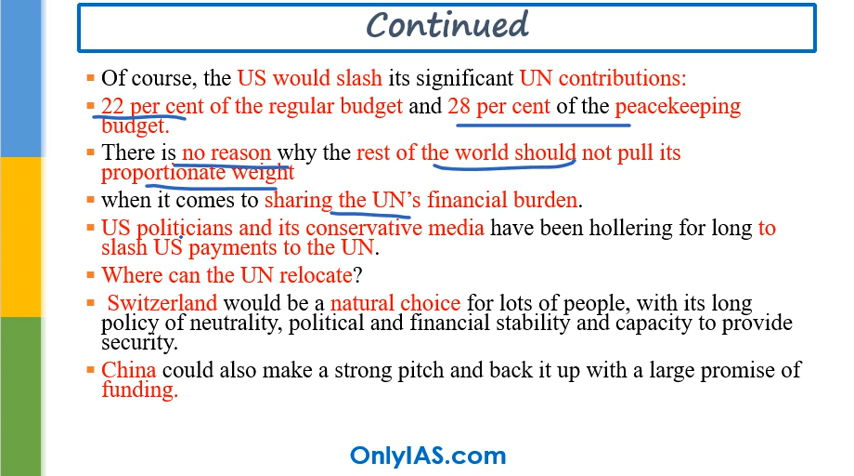 Continued
▪ Of course, the US would slash its significant UN contributions:
▪ 22 per cent of the regular budget and 28 per cent of the peacekeeping
budget.
▪ There is no reason why the rest of the world should not pull its
proportionate weight
▪ when it comes to sharing the UN’s financial burden.
▪ US politicians and its conservative media have been hollering for long to
slash US payments to the UN.
▪ Where can the UN relocate?
▪ Switzerland would be a natural choice for lots of people, with its long
policy of neutrality, political and financial stability and capacity to provide
security.
▪ China could also make a strong pitch and back it up with a large promise of
funding.
OnlyIAS.com